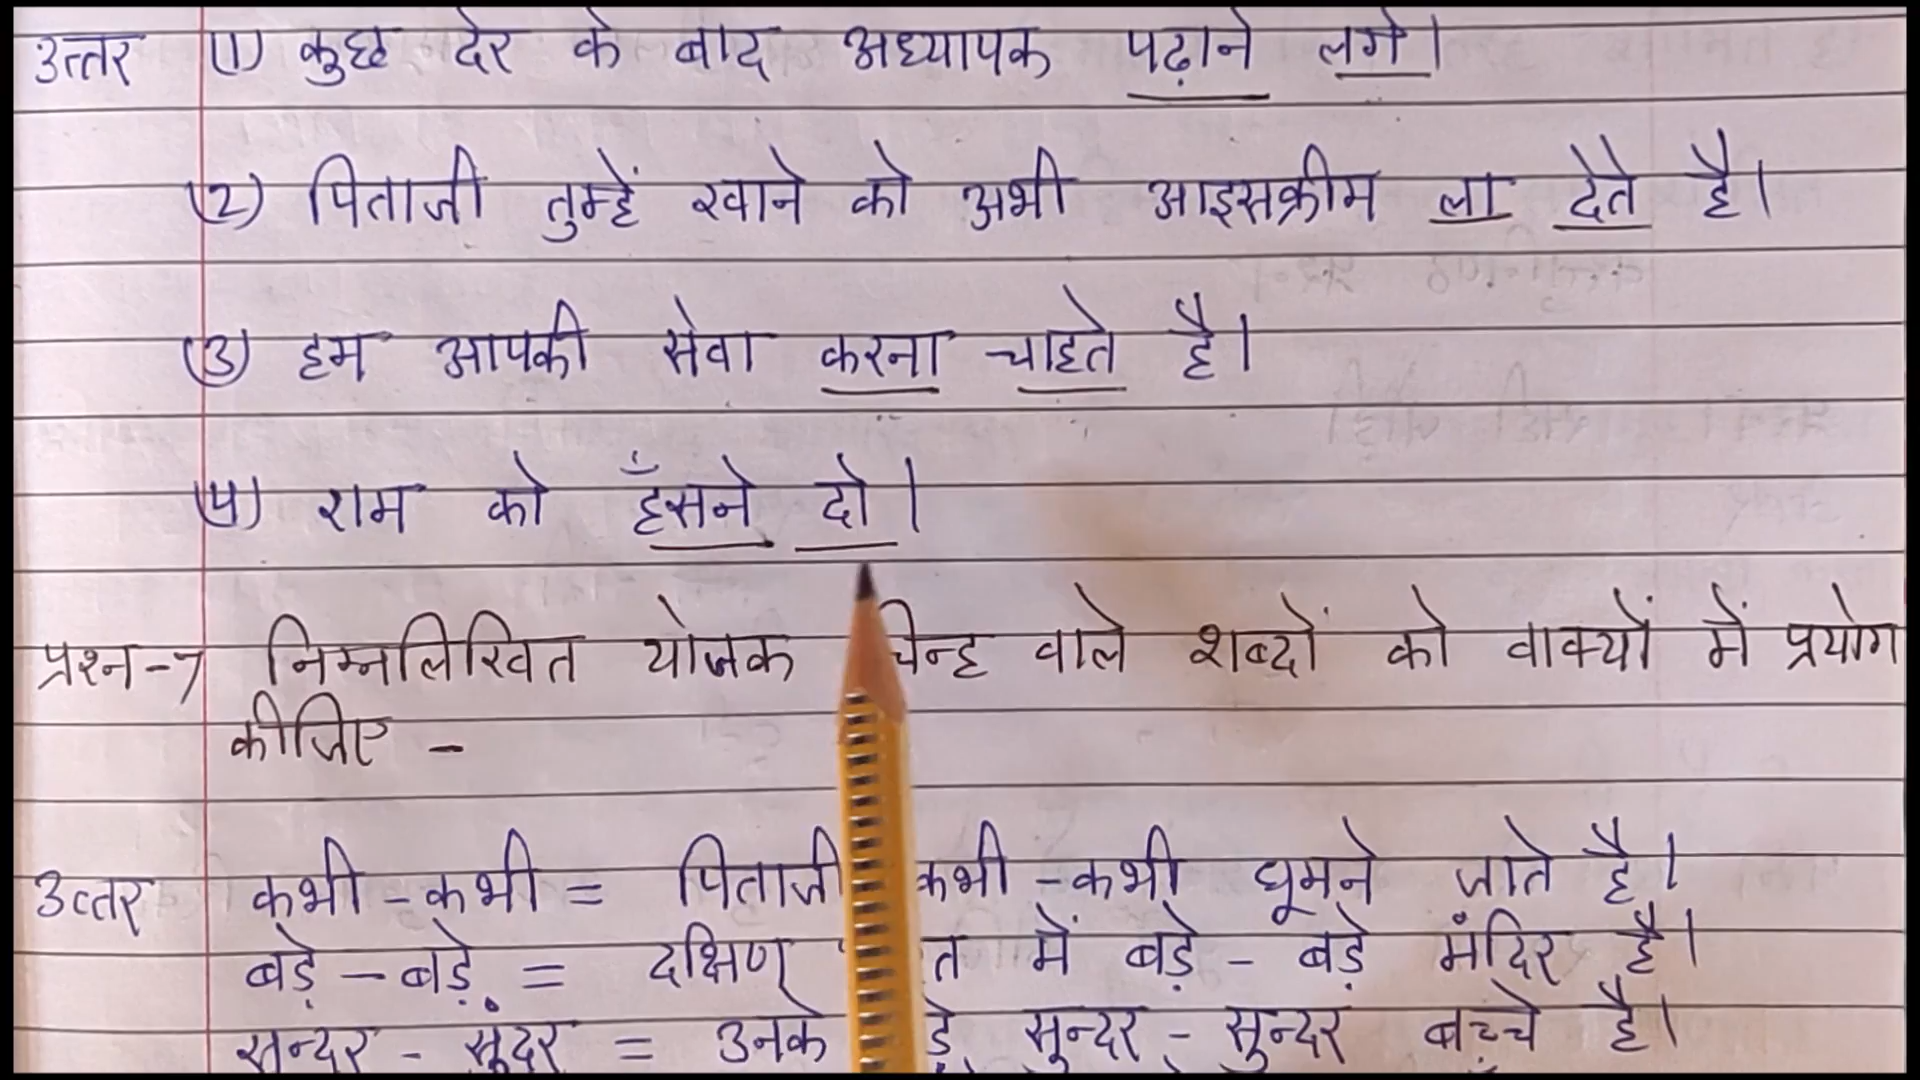 उत्तर (1) कुछ देर के बाद अध्यापक पढ़ाने लगे।
(2) पिताजी तुम्हें खाने को अभी आइसक्रीम ला देते है।
(3) हम आपकी सेवा करना चाहते है।
(4) राम को हँसने दो।
प्रश्न-7 निम्नलिखित योजक चिन्ह वाले शब्दों को वाक्यों में प्रयोग
कीजिए -
उत्तर कभी-कभी = पिताजी कभी-कभी घूमने जाते है।
बड़े-बड़े = दक्षिण में बड़े-बड़े मंदिर है।
सुन्दर-सुंदर = उनके सुन्दर-सुन्दर बच्चे है।